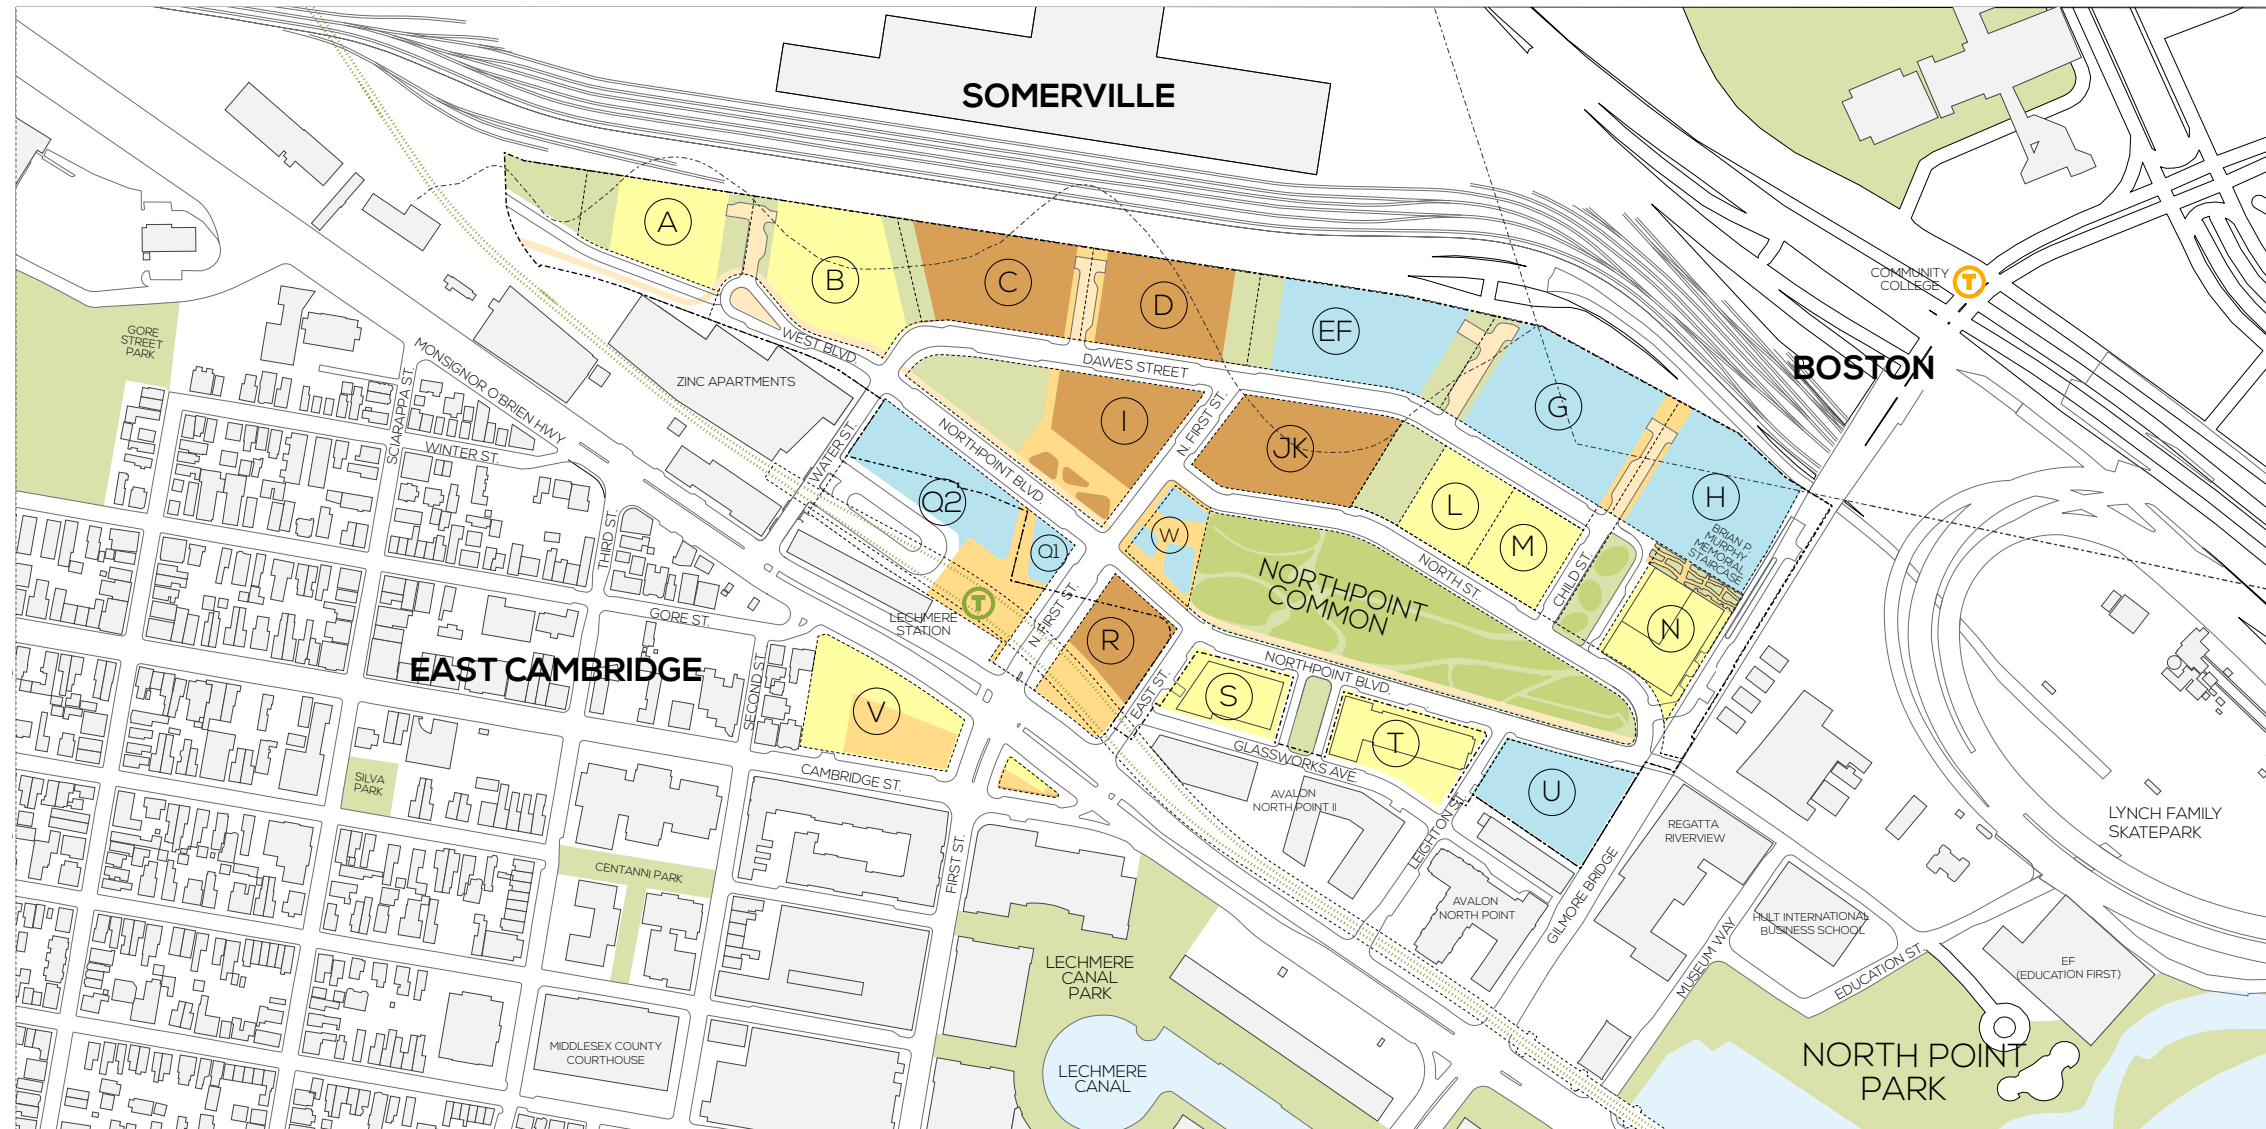 SOMERVILLE
A
B
C
D
EF
G
H
COMMUNITY
COLLEGE
T
BOSTON
GORE
STREET
PARK
MONSIGNOR O'BRIEN HWY
SCIARAPPA ST.
WINTER ST.
ZINC APARTMENTS
WEST BLVD.
DAWES STREET
I
N. FIRST ST.
JK
L
M
NORTHPOINT BLVD.
WATER ST.
Q2
Q1
W
BRIAN P.
MURPHY
MEMORIAL
STAIRCASE
THIRD ST.
NORTHPOINT
COMMON
NORTH ST.
CHILD ST.
N
GORE ST.
LECHMERE
STATION
T
N. FIRST ST.
R
EAST CAMBRIDGE
SECOND ST.
V
EAST ST.
S
NORTHPOINT BLVD.
T
GLASSWORKS AVE.
U
CAMBRIDGE ST.
SILVA
PARK
AVALON
NORTH POINT II
LEIGHTON ST.
REGATTA
RIVERVIEW
LYNCH FAMILY
SKATEPARK
CENTANNI PARK
FIRST ST.
AVALON
NORTH POINT
GILMORE BRIDGE
MUSEUM WAY
HULT INTERNATIONAL
BUSINESS SCHOOL
EDUCATION ST.
EF
(EDUCATION FIRST)
LECHMERE
CANAL
PARK
MIDDLESEX COUNTY
COURTHOUSE
LECHMERE
CANAL
NORTH POINT
PARK